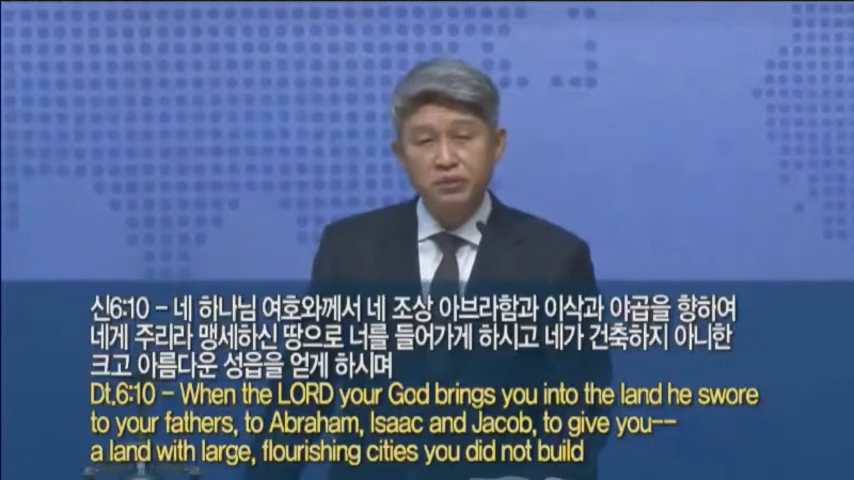 신6:10 - 네 하나님 여호와께서 네 조상 아브라함과 이삭과 야곱을 향하여
네게 주리라 맹세하신 땅으로 너를 들어가게 하시고 네가 건축하지 아니한
크고 아름다운 성읍을 얻게 하시며
Dt.6:10 - When the LORD your God brings you into the land he swore
to your fathers, to Abraham, Isaac and Jacob, to give you--
a land with large, flourishing cities you did not build